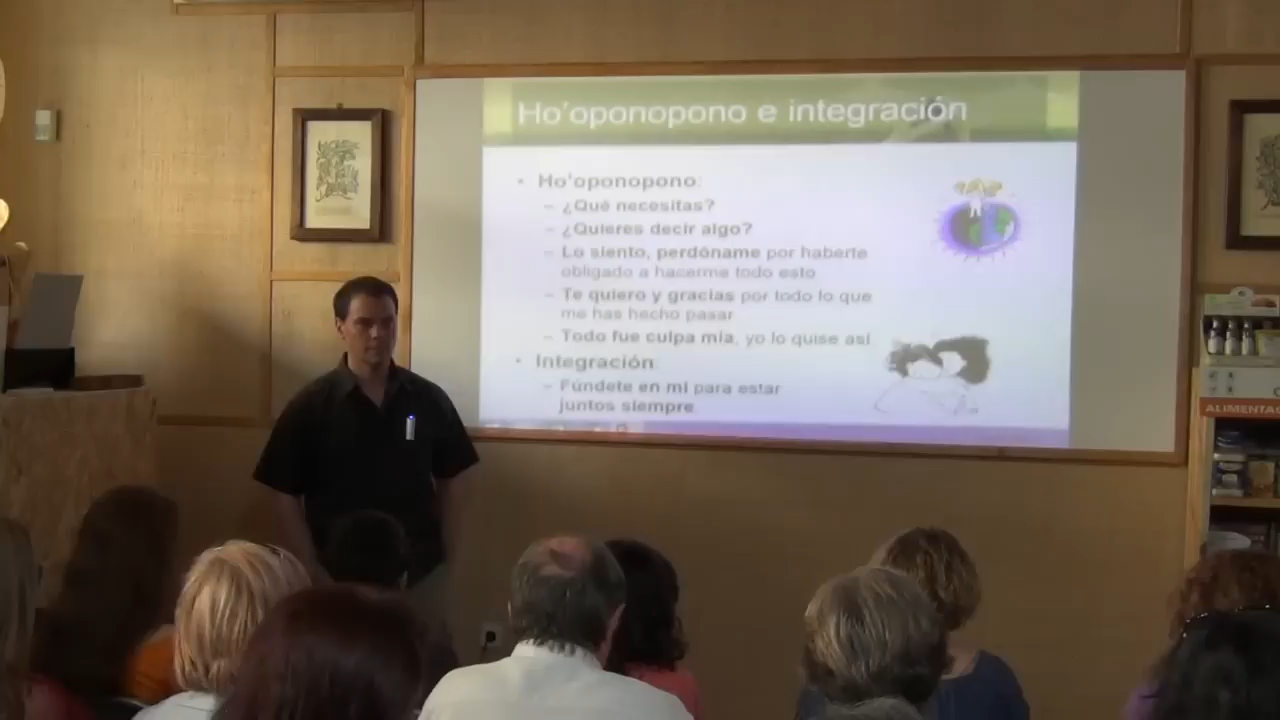 Ho'oponopono e integración
• Ho'oponopono:
– ¿Qué necesitas?
– ¿Quieres decir algo?
– Lo siento, perdóname por haberte
obligado a hacerme todo esto
– Te quiero y gracias por todo lo que
me has hecho pasar
– Todo fue culpa mía, yo lo quise así
• Integración:
– Fúndete en mi para estar
juntos siempre.